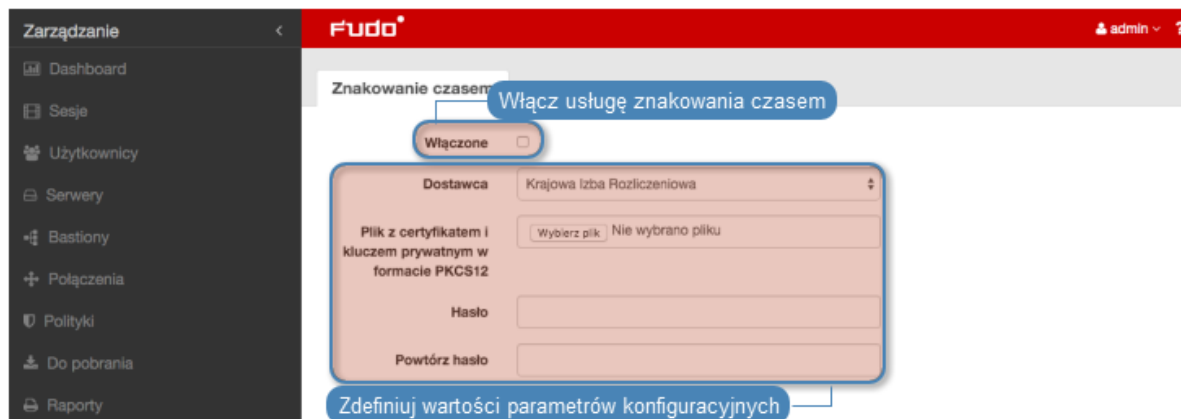 Zarządzanie
Dashboard
Sesje
Użytkownicy
Serwery
Bastiony
Połączenia
Polityki
Do pobrania
Raporty
FUDO
admin
?
Znakowanie czasem
Włącz usługę znakowania czasem
Włączone
Dostawca
Krajowa Izba Rozliczeniowa
Plik z certyfikatem i
kluczem prywatnym w
formacie PKCS12
Wybierz plik Nie wybrano pliku
Hasło
Powtórz hasło
Zdefiniuj wartości parametrów konfiguracyjnych